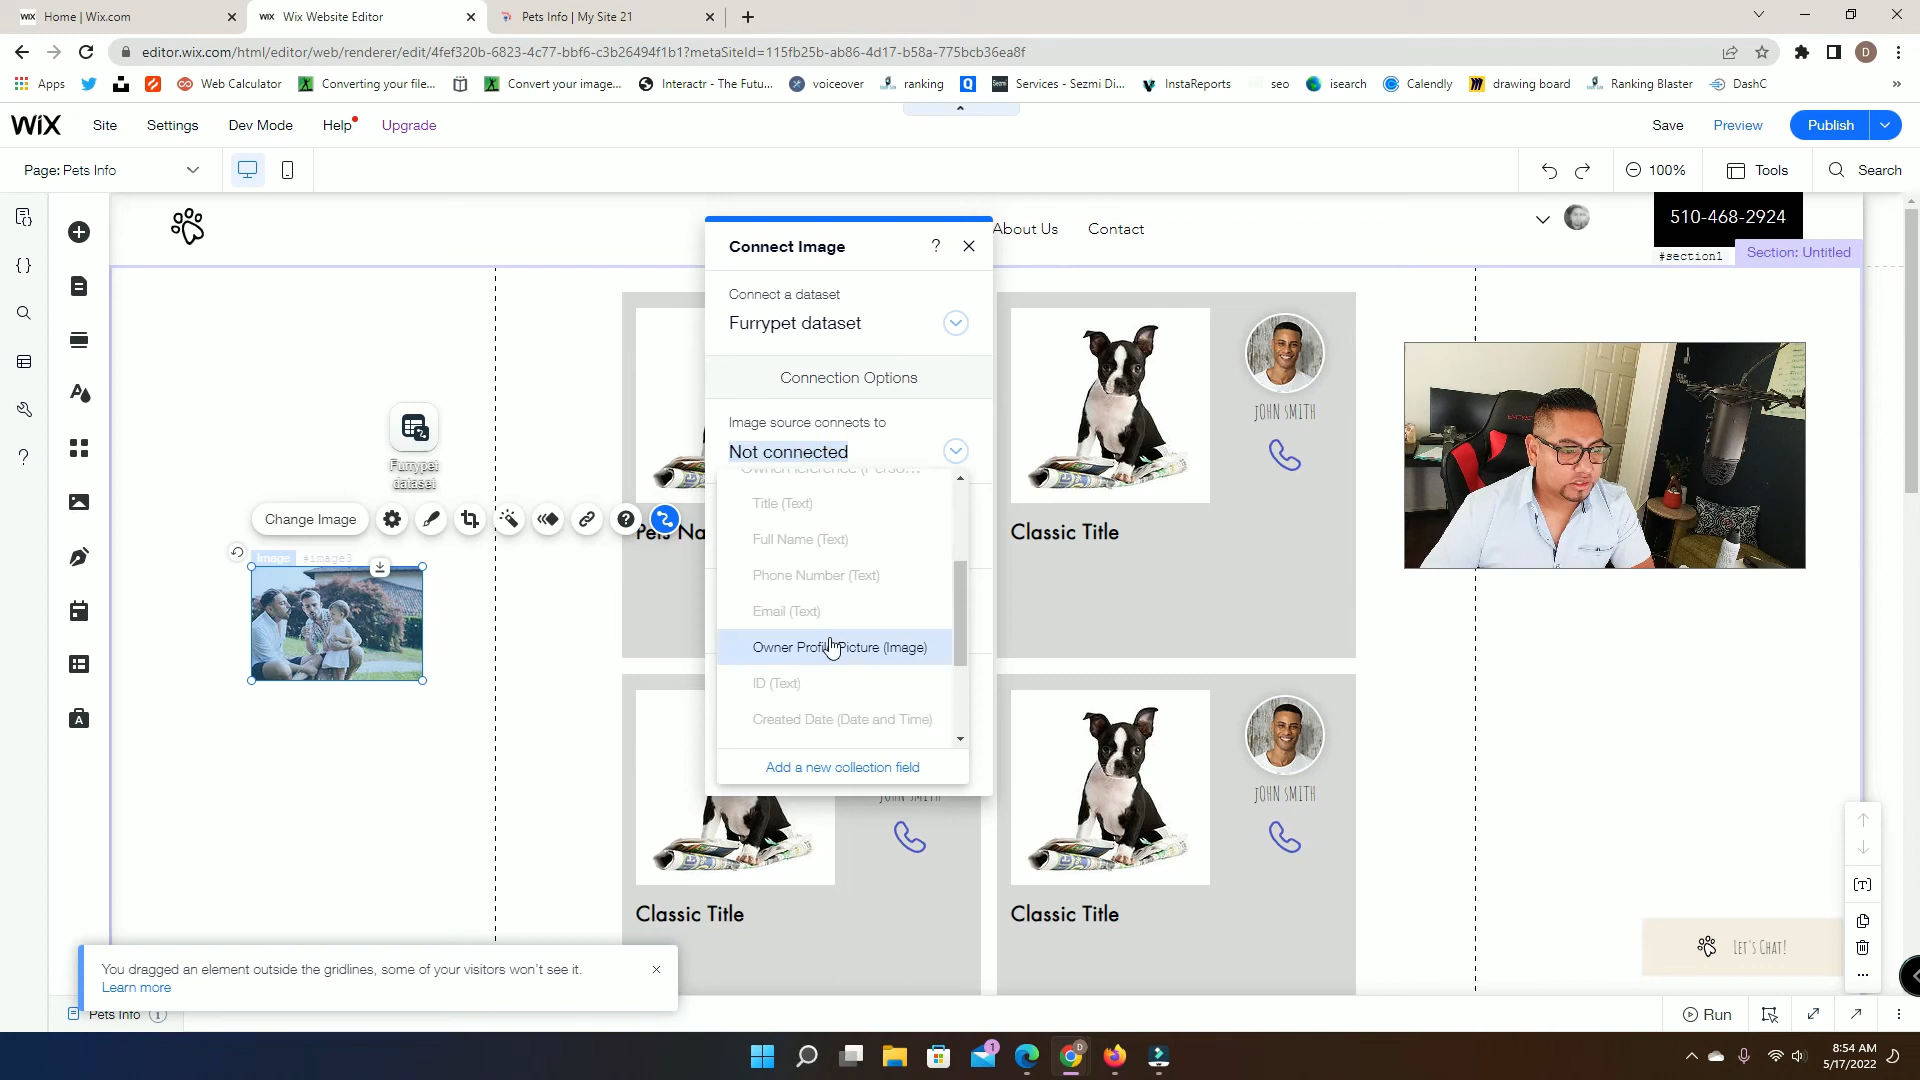 Home | Wix.com
Wix Website Editor
Pets Info | My Site 21
editor.wix.com/html/editor/web/renderer/edit/4fef320b-6823-4c77-bbf6-c3b26494f1b1?metaSiteId=115fb25b-ab86-4d17-b58a-775bcb36ea8f
D
Apps
Web Calculator
Converting your file...
Convert your image...
Interactr - The Futu...
voiceover
ranking
Services - Sezmi Di...
InstaReports
seo
isearch
Calendly
drawing board
Ranking Blaster
DashC
»
WiX
Site
Settings
Dev Mode
Help
Upgrade
Save
Preview
Publish
Page: Pets Info
100%
Tools
Search
About Us
Contact
510-468-2924
#section1
Section: Untitled
Connect Image
?
Connect a dataset
Furrypet dataset
Connection Options
Image source connects to
Not connected
Title (Text)
Full Name (Text)
Phone Number (Text)
Email (Text)
Owner Profile Picture (Image)
ID (Text)
Created Date (Date and Time)
Add a new collection field
Furrypet
dataset
Change Image
Image
#image3
Pets Na
jOHN sMITH
Classic Title
jOHN sMITH
jOHN sMITH
Classic Title
Classic Title
You dragged an element outside the gridlines, some of your visitors won't see it.
Learn more
Let's Chat!
Pets Info
Run
1
D
8:54 AM
5/17/2022